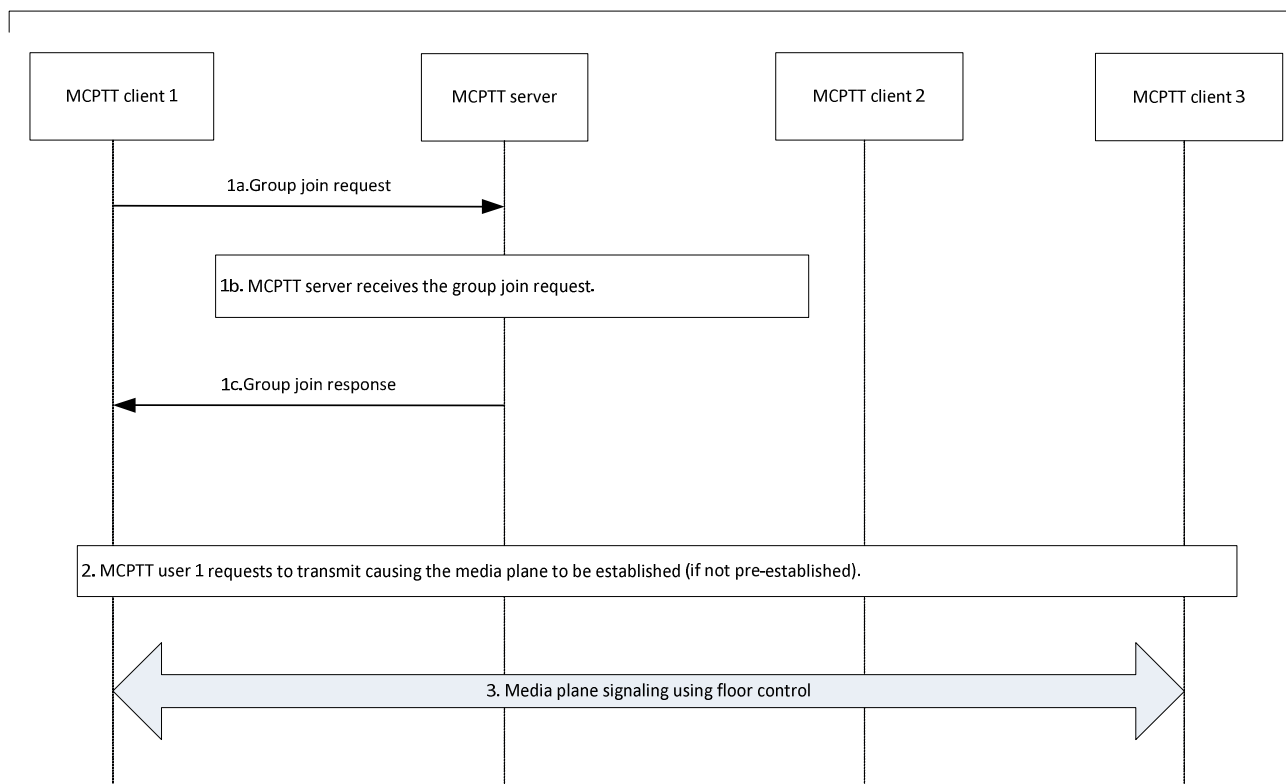 MCPTT client 1
MCPTT server
MCPTT client 2
MCPTT client 3
1a.Group join request
1b. MCPTT server receives the group join request.
1c.Group join response
2. MCPTT user 1 requests to transmit causing the media plane to be established (if not pre-established).
3. Media plane signaling using floor control